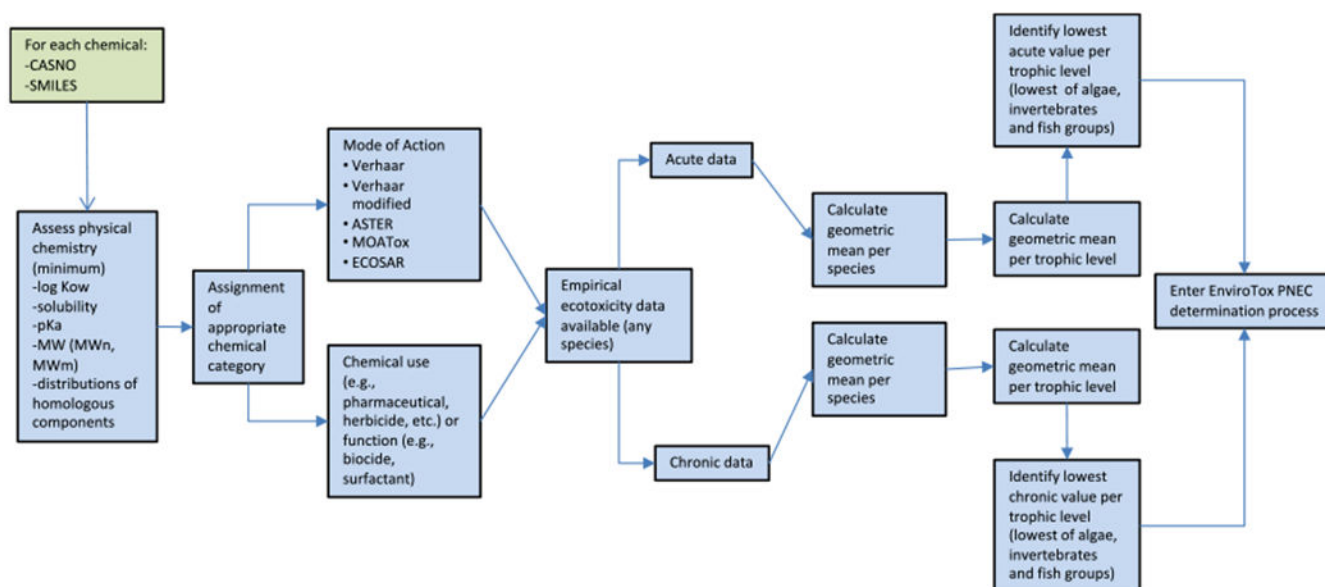 For each chemical:
-CASNO
-SMILES
Assess physical
chemistry
(minimum)
-log Kow
-solubility
-pKa
-MW (MWn,
MWm)
-distributions of
homologous
components
Assignment
of
appropriate
chemical
category
Mode of Action
• Verhaar
• Verhaar
modified
• ASTER
• MOATox
• ECOSAR
Chemical use
(e.g.,
pharmaceutical,
herbicide, etc.) or
function (e.g.,
biocide,
surfactant)
Empirical
ecotoxicity data
available (any
species)
Acute data
Chronic data
Calculate
geometric
mean per
species
Calculate
geometric
mean per
species
Calculate
geometric mean
per trophic level
Calculate
geometric mean
per trophic level
Identify lowest
acute value per
trophic level
(lowest of algae,
invertebrates
and fish groups)
Identify lowest
chronic value per
trophic level
(lowest of algae,
invertebrates
and fish groups)
Enter EnviroTox PNEC
determination process